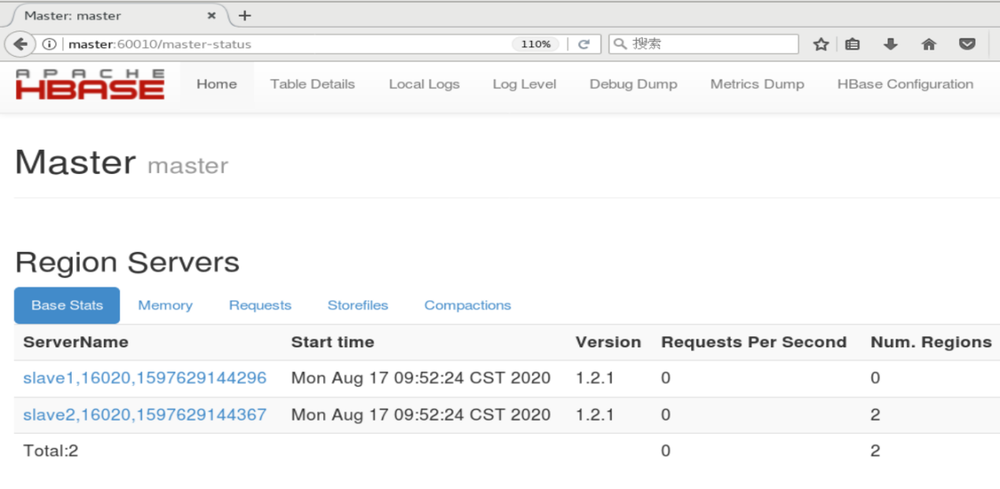 Master: master
master:60010/master-status 110% 搜索
APACHE HBASE Home Table Details Local Logs Log Level Debug Dump Metrics Dump HBase Configuration
Master master
Region Servers
Base Stats Memory Requests Storefiles Compactions
ServerName Start time Version Requests Per Second Num. Regions
slave1,16020,1597629144296 Mon Aug 17 09:52:24 CST 2020 1.2.1 0 0
slave2,16020,1597629144367 Mon Aug 17 09:52:24 CST 2020 1.2.1 0 2
Total:2 0 2